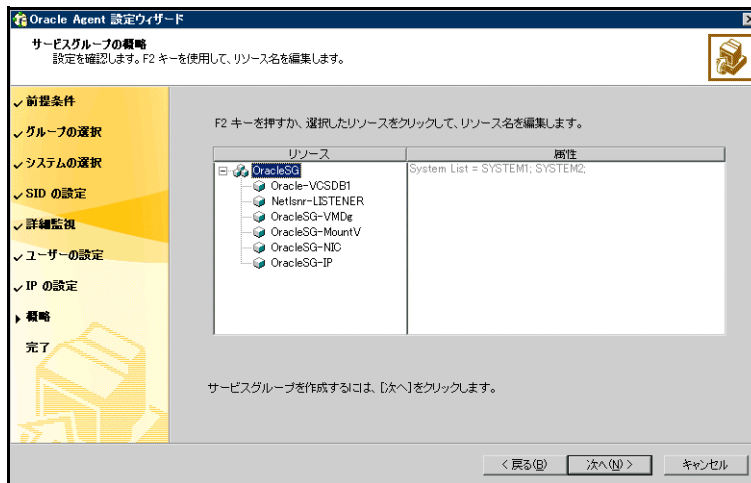 Oracle Agent 設定ウィザード
サービスグループの概略
設定を確認します。F2 キーを使用して、リソース名を編集します。
前提条件
グループの選択
システムの選択
SID の設定
詳細監視
ユーザーの設定
IP の設定
概略
完了
F2 キーを押すか、選択したリソースをクリックして、リソース名を編集します。
リソース 属性
OracleSG System List = SYSTEM1; SYSTEM2;
Oracle-VCSDB1
Netlsnr-LISTENER
OracleSG-VMDg
OracleSG-MountV
OracleSG-NIC
OracleSG-IP
サービスグループを作成するには、[次へ]をクリックします。
< 戻る(B) 次へ(N) > キャンセル